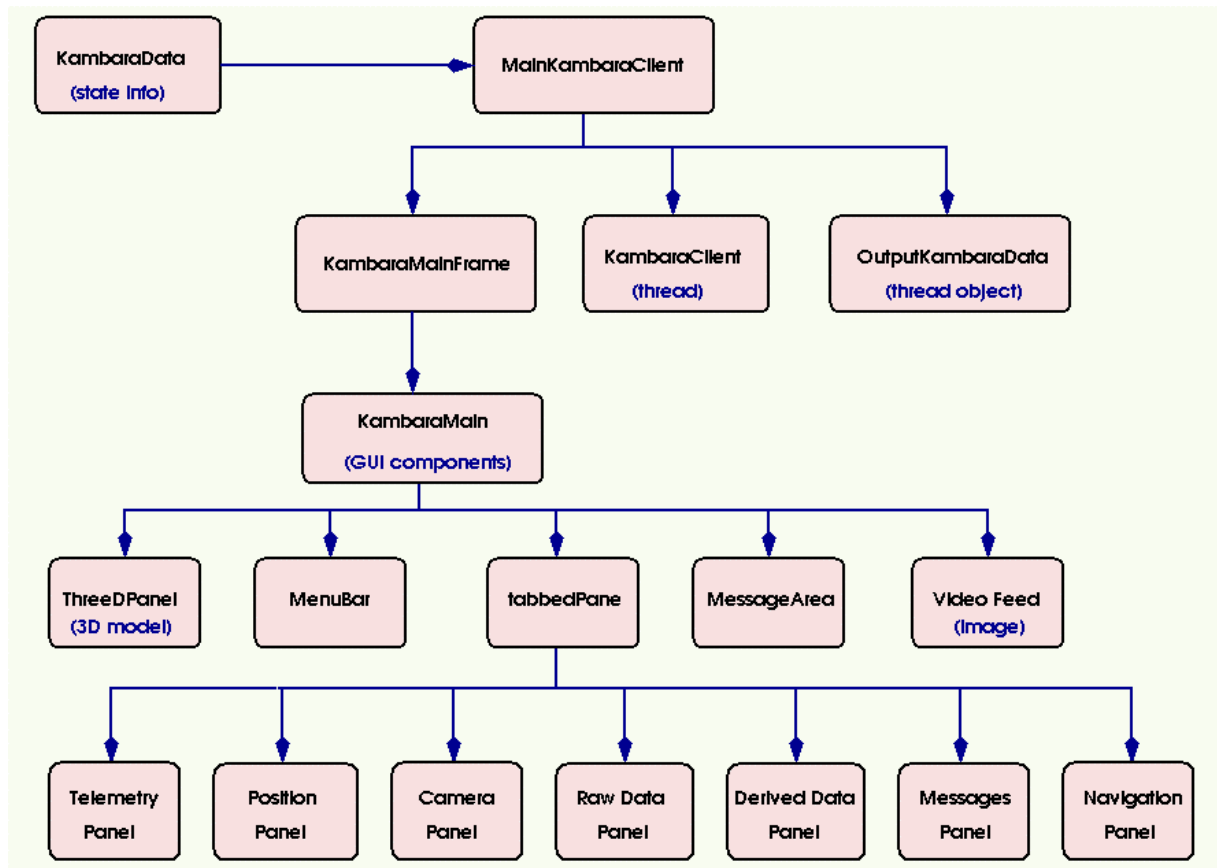 KambaraData
(state info)
MainKambaraClient
KambaraMainFrame
KambaraClient
(thread)
OutputKambaraData
(thread object)
KambaraMain
(GUI components)
ThreeDPanel
(3D model)
MenuBar
tabbedPane
MessageArea
Video Feed
(image)
Telemetry
Panel
Position
Panel
Camera
Panel
Raw Data
Panel
Derived Data
Panel
Messages
Panel
Navigation
Panel